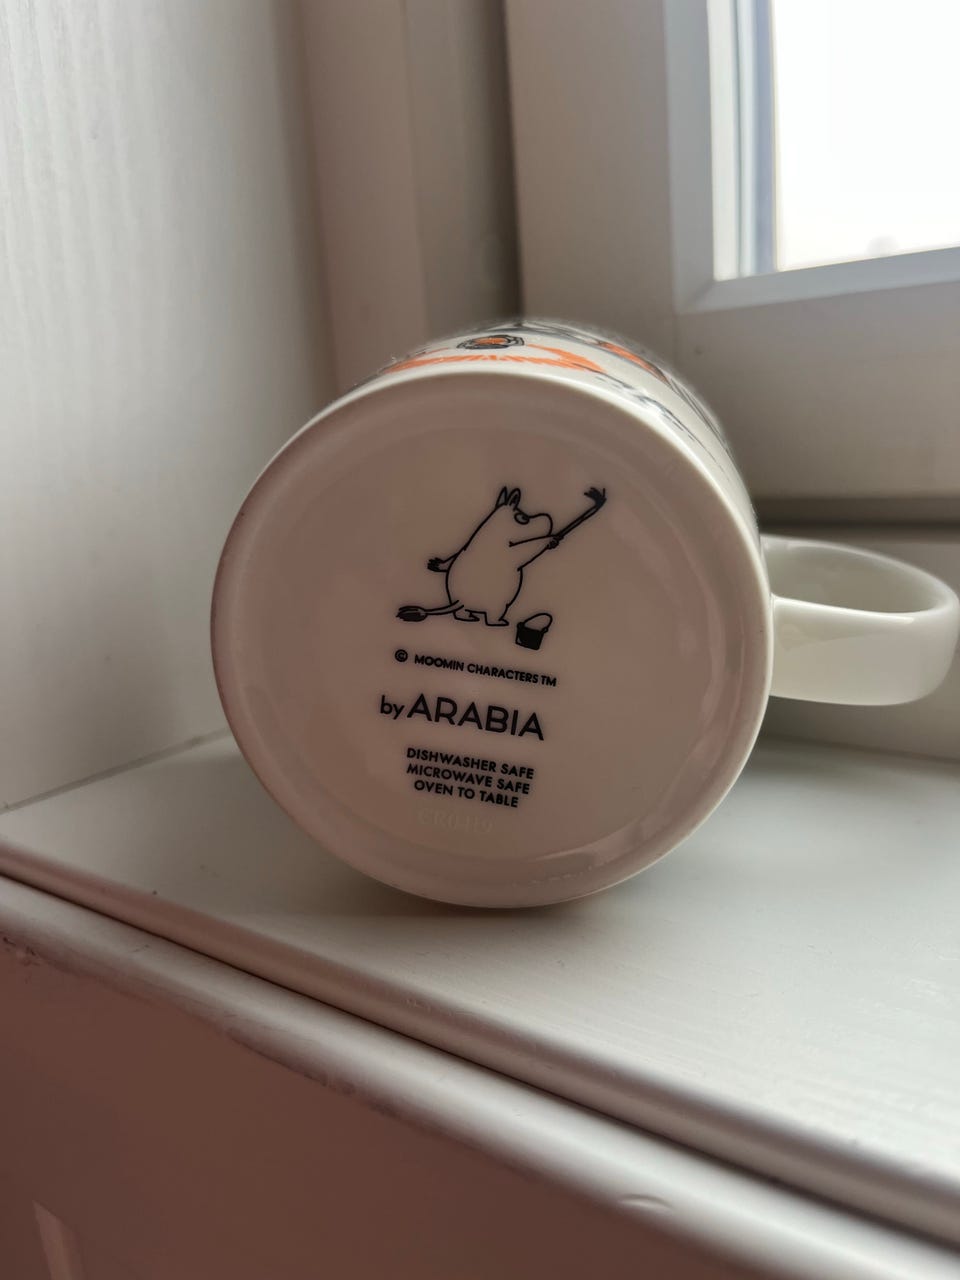 © MOOMIN CHARACTERS TM
by ARABIA
DISHWASHER SAFE
MICROWAVE SAFE
OVEN TO TABLE